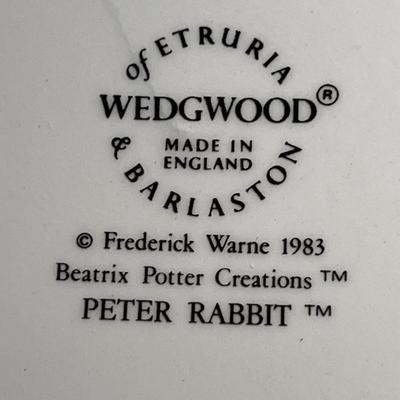 of ETRURIA
WEDGWOOD®
MADE IN
ENGLAND
& BARLASTON
© Frederick Warne 1983
Beatrix Potter Creations ™
PETER RABBIT ™